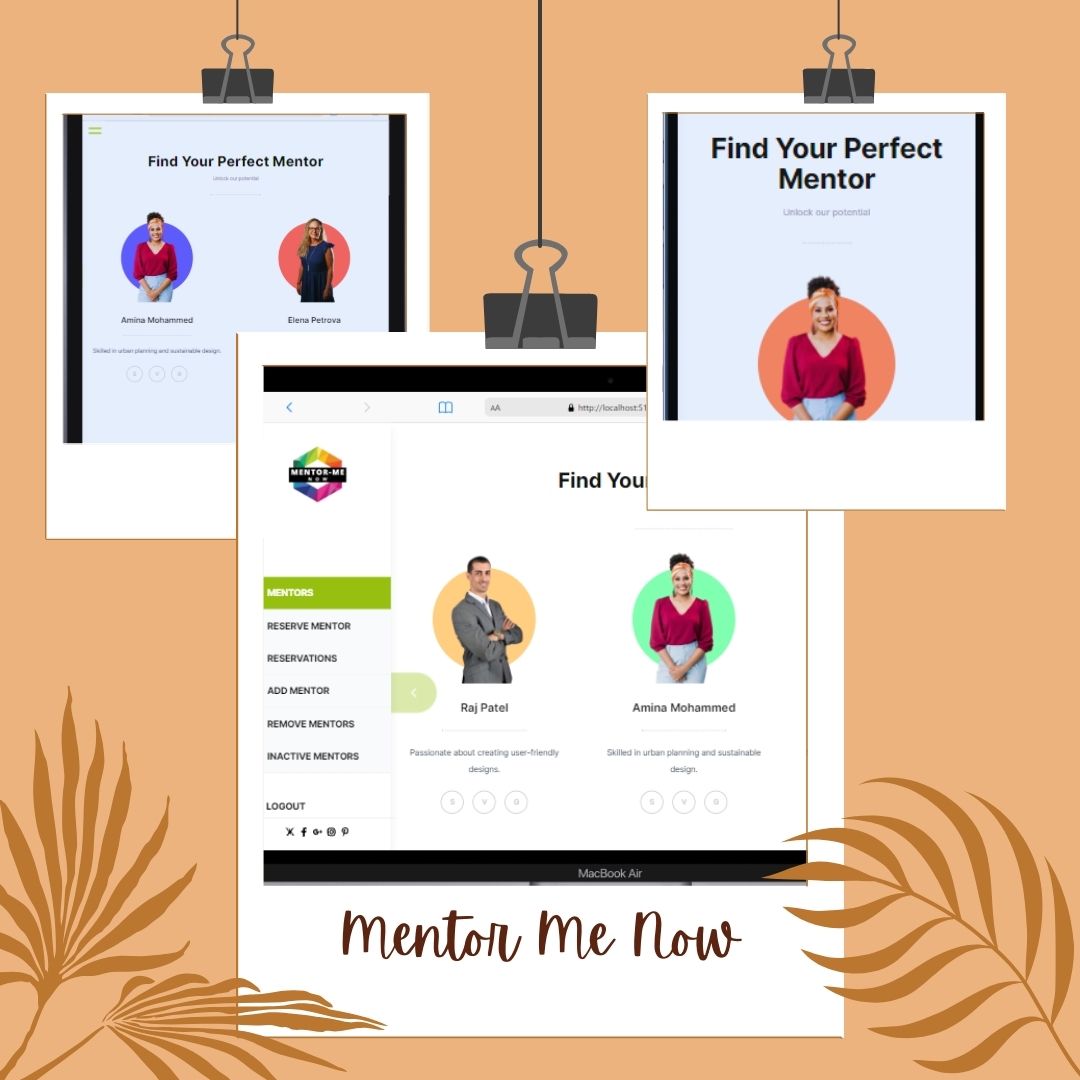 Find Your Perfect Mentor
Unlock our potential
Amina Mohammed
Elena Petrova
Skilled in urban planning and sustainable design.
S V G
Find Your Perfect
Mentor
Unlock our potential
AA
http://localhost:51
MENTOR-ME
NOW
Find You
MENTORS
RESERVE MENTOR
RESERVATIONS
ADD MENTOR
REMOVE MENTORS
INACTIVE MENTORS
LOGOUT
Raj Patel
Passionate about creating user-friendly
designs.
S V G
Amina Mohammed
Skilled in urban planning and sustainable
design.
S V G
MacBook Air
Mentor Me Now